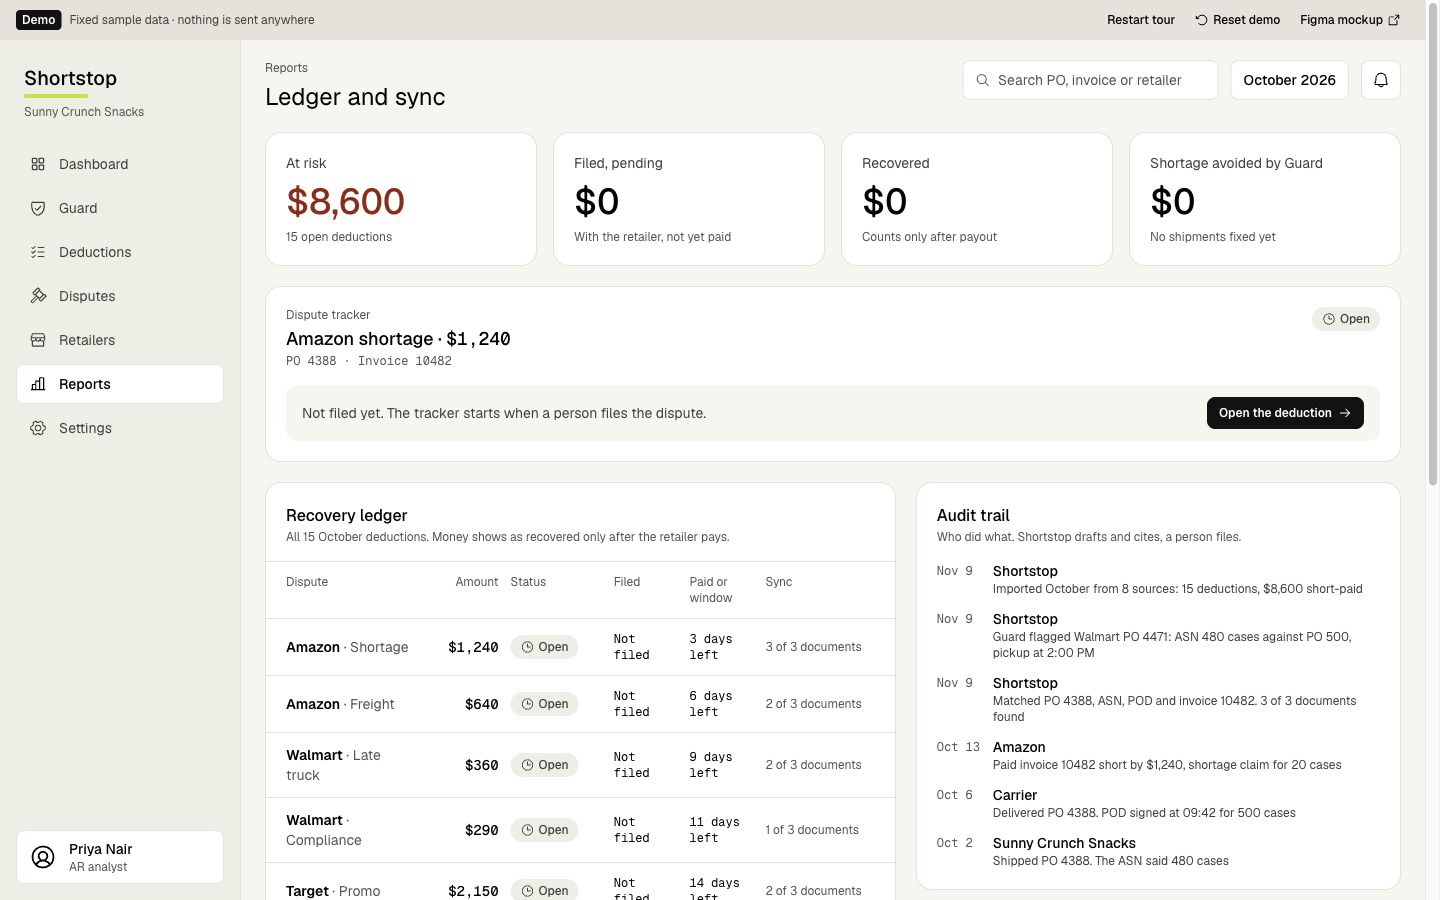 Demo Fixed sample data · nothing is sent anywhere
Restart tour Reset demo Figma mockup
Shortstop
Sunny Crunch Snacks
Dashboard
Guard
Deductions
Disputes
Retailers
Reports
Settings
Priya Nair
AR analyst
Reports
Ledger and sync
Search PO, invoice or retailer
October 2026
At risk
$8,600
15 open deductions
Filed, pending
$0
With the retailer, not yet paid
Recovered
$0
Counts only after payout
Shortage avoided by Guard
$0
No shipments fixed yet
Dispute tracker
Amazon shortage · $1,240
PO 4388 · Invoice 10482
Open
Not filed yet. The tracker starts when a person files the dispute.
Open the deduction
Recovery ledger
All 15 October deductions. Money shows as recovered only after the retailer pays.
Dispute Amount Status Filed Paid or window Sync
Amazon · Shortage $1,240 Open Not filed 3 days left 3 of 3 documents
Amazon · Freight $640 Open Not filed 6 days left 2 of 3 documents
Walmart · Late truck $360 Open Not filed 9 days left 2 of 3 documents
Walmart · Compliance $290 Open Not filed 11 days left 1 of 3 documents
Target · Promo $2,150 Open Not filed 14 days left 2 of 3 documents
Audit trail
Who did what. Shortstop drafts and cites, a person files.
Nov 9 Shortstop
Imported October from 8 sources: 15 deductions, $8,600 short-paid
Nov 9 Shortstop
Guard flagged Walmart PO 4471: ASN 480 cases against PO 500,
pickup at 2:00 PM
Nov 9 Shortstop
Matched PO 4388, ASN, POD and invoice 10482. 3 of 3 documents
found
Oct 13 Amazon
Paid invoice 10482 short by $1,240, shortage claim for 20 cases
Oct 6 Carrier
Delivered PO 4388. POD signed at 09:42 for 500 cases
Oct 2 Sunny Crunch Snacks
Shipped PO 4388. The ASN said 480 cases